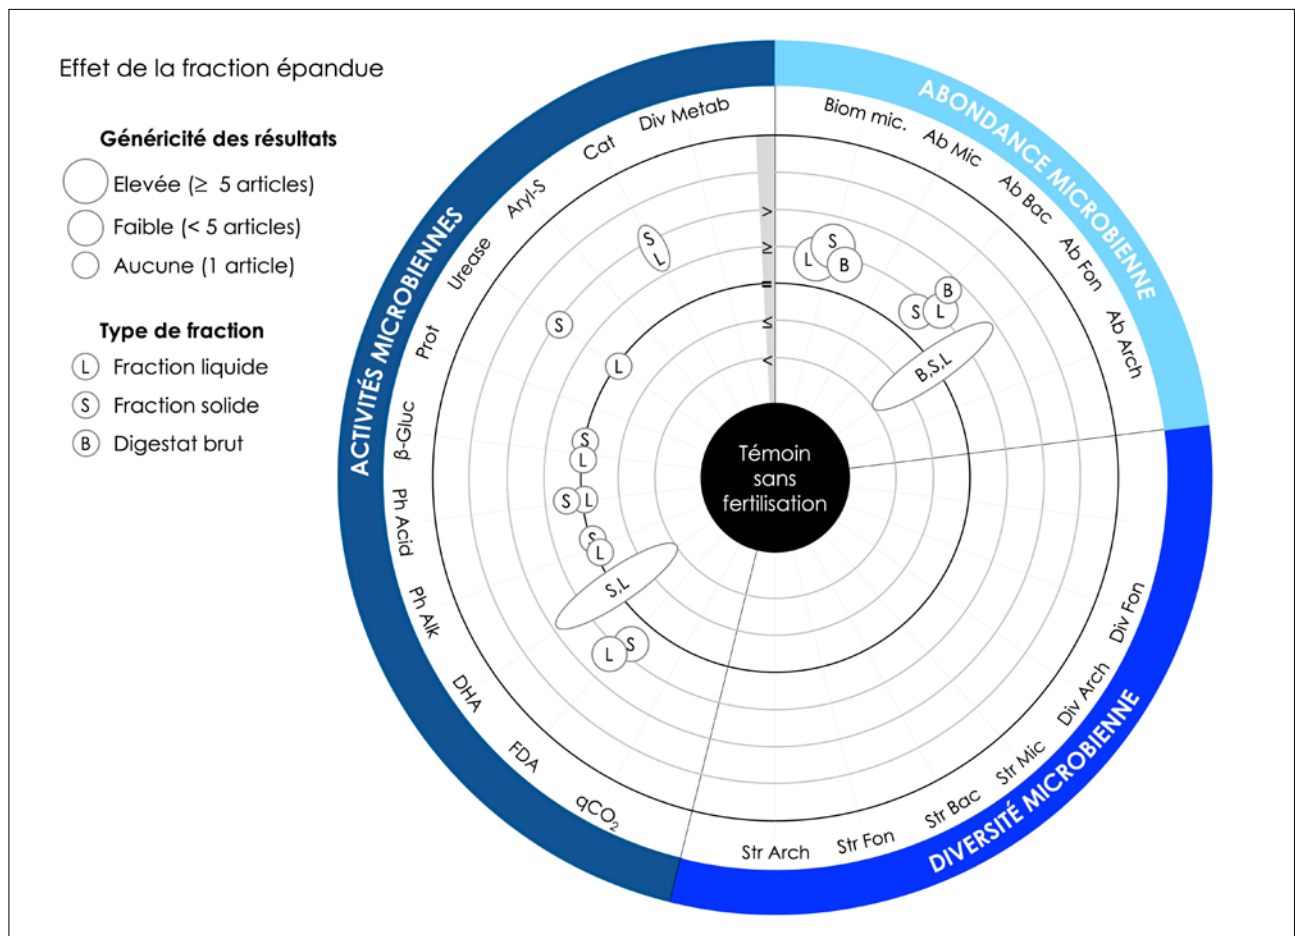 Effet de la fraction épandue
Généricité des résultats
Elevée (≥ 5 articles)
Faible (< 5 articles)
Aucune (1 article)
Type de fraction
L Fraction liquide
S Fraction solide
B Digestat brut
ABONDANCE MICROBIENNE
Biom mic.
Ab Mic
Ab Bac
Ab Fon
Ab Arch
DIVERSITÉ MICROBIENNE
Div Fon
Div Arch
Str Mic
Str Bac
Str Fon
Str Arch
ACTIVITÉS MICROBIENNES
qCO2
FDA
DHA
Ph Alk
Ph Acid
β-Gluc
Prot
Urease
Aryl-S
Cat
Div Metab
>
≥
=
≤
<
Témoin
sans
fertilisation
L
S
B
S
L
B
B,S,L
S
L
S
L
S
L
S
L
S
L
S,L
L
S